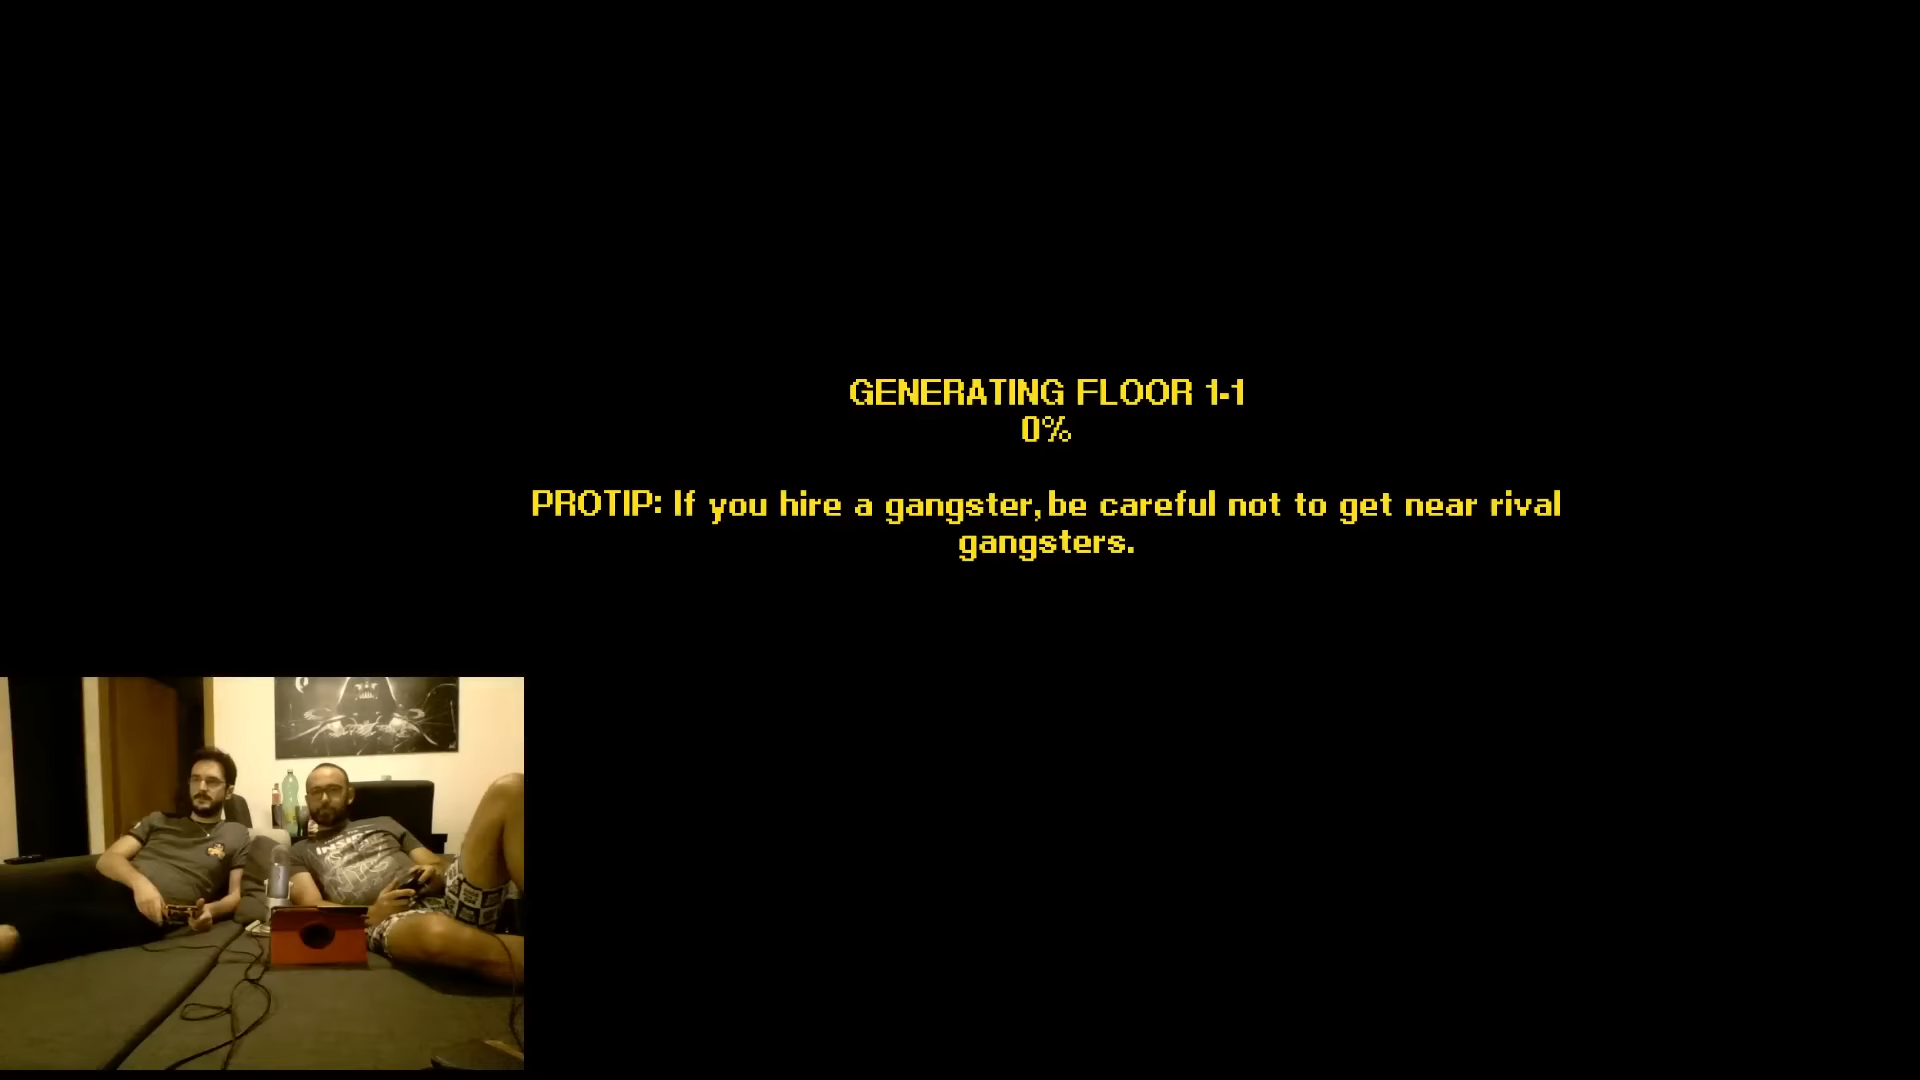 GENERATING FLOOR 1-1
0%
PROTIP: If you hire a gangster, be careful not to get near rival
gangsters.